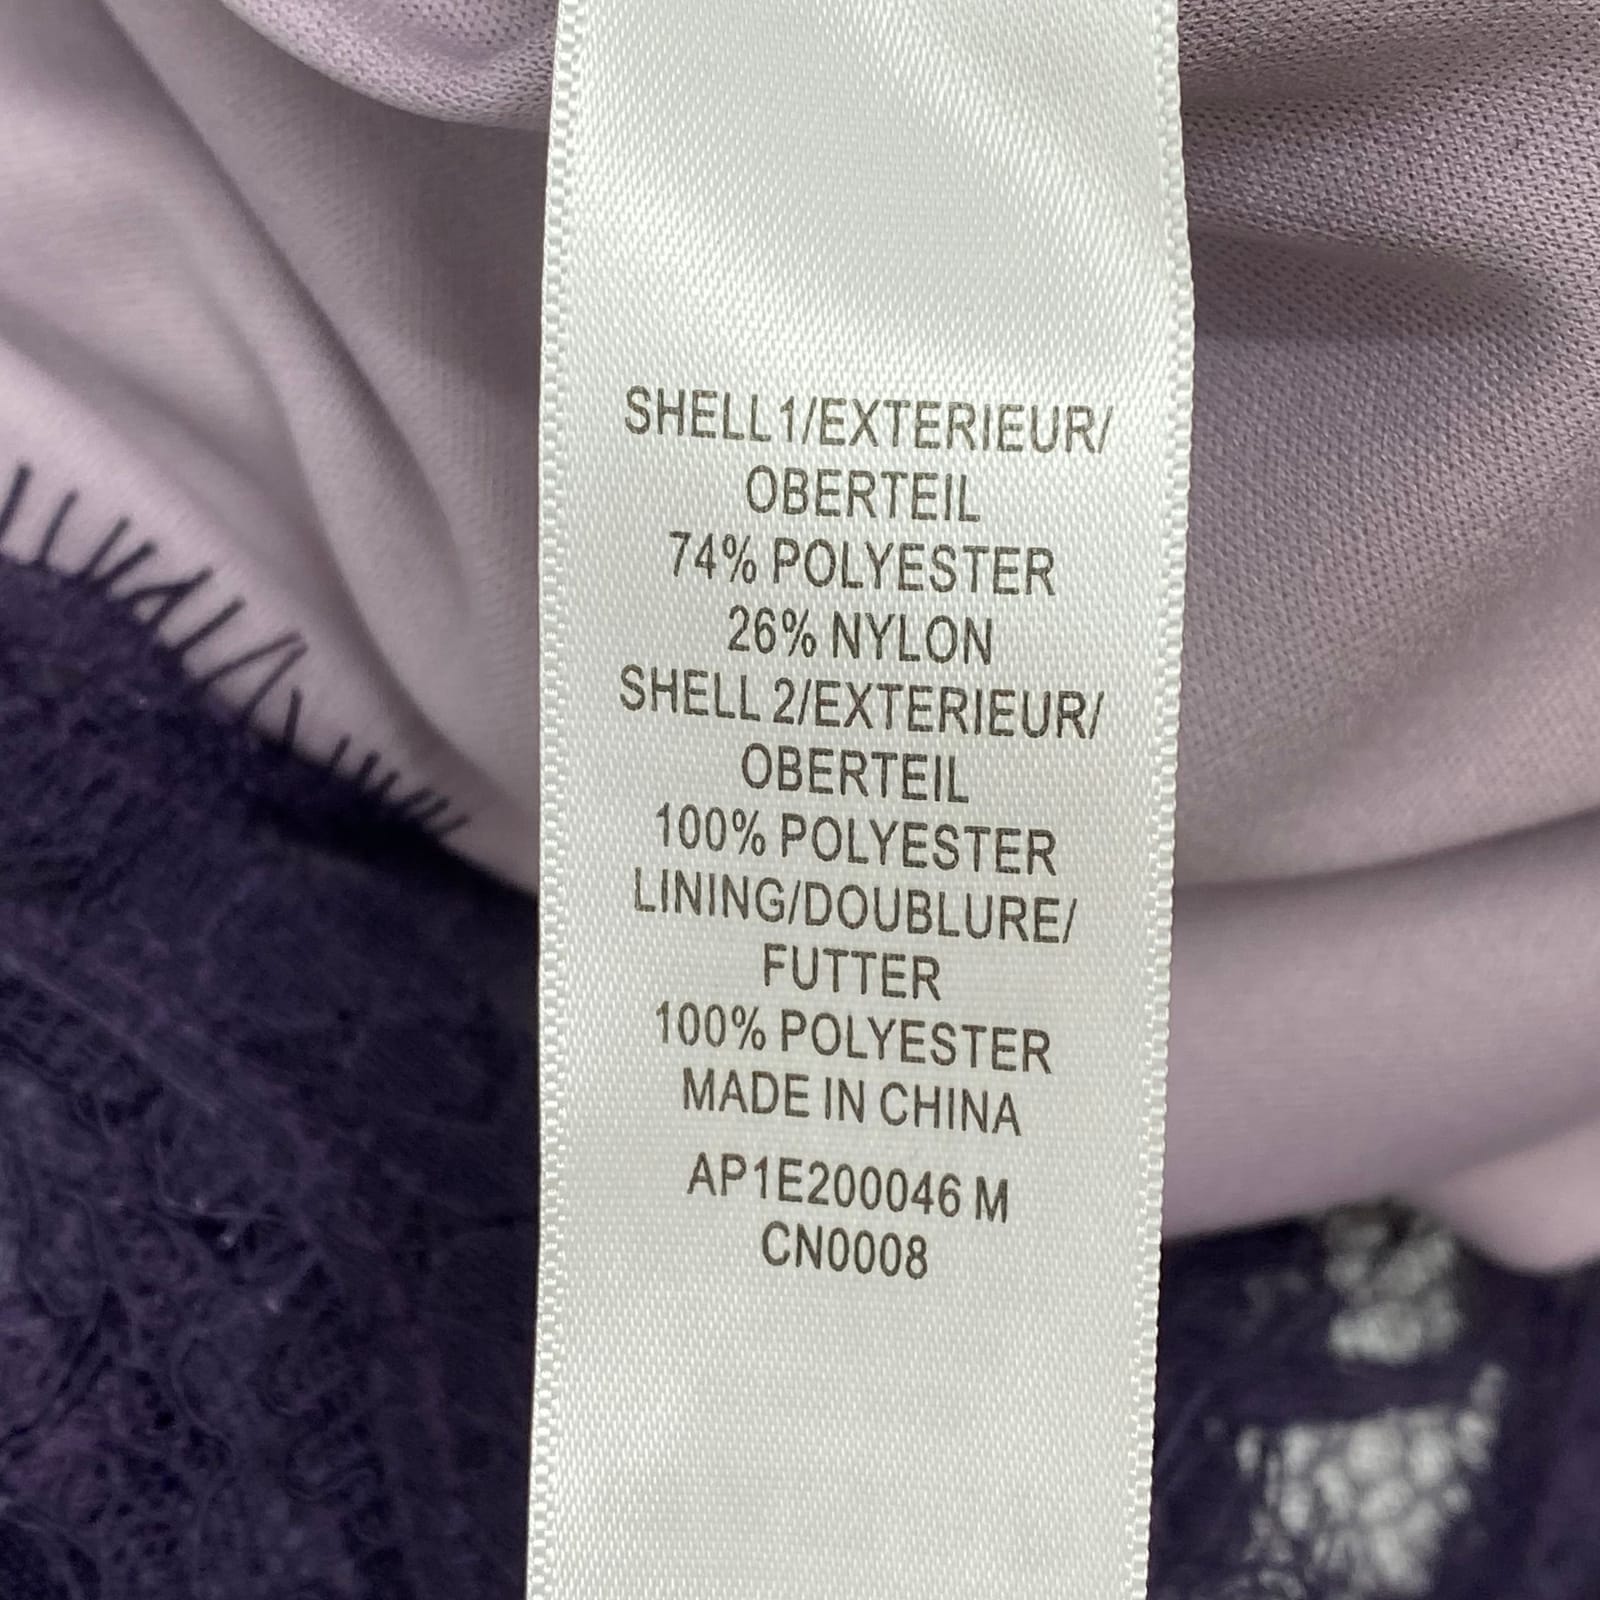 SHELL 1/EXTERIEUR/
OBERTEIL
74% POLYESTER
26% NYLON
SHELL 2/EXTERIEUR/
OBERTEIL
100% POLYESTER
LINING/DOUBLURE/
FUTTER
100% POLYESTER
MADE IN CHINA
AP1E200046 M
CN0008